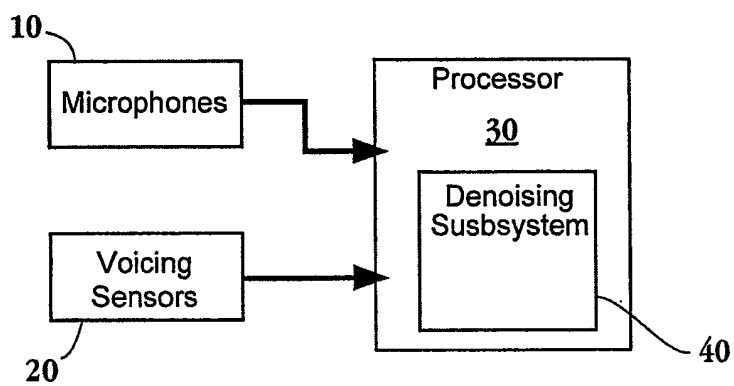 10
Microphones
Processor
30
Denoising
Susbsystem
Voicing
Sensors
20
40